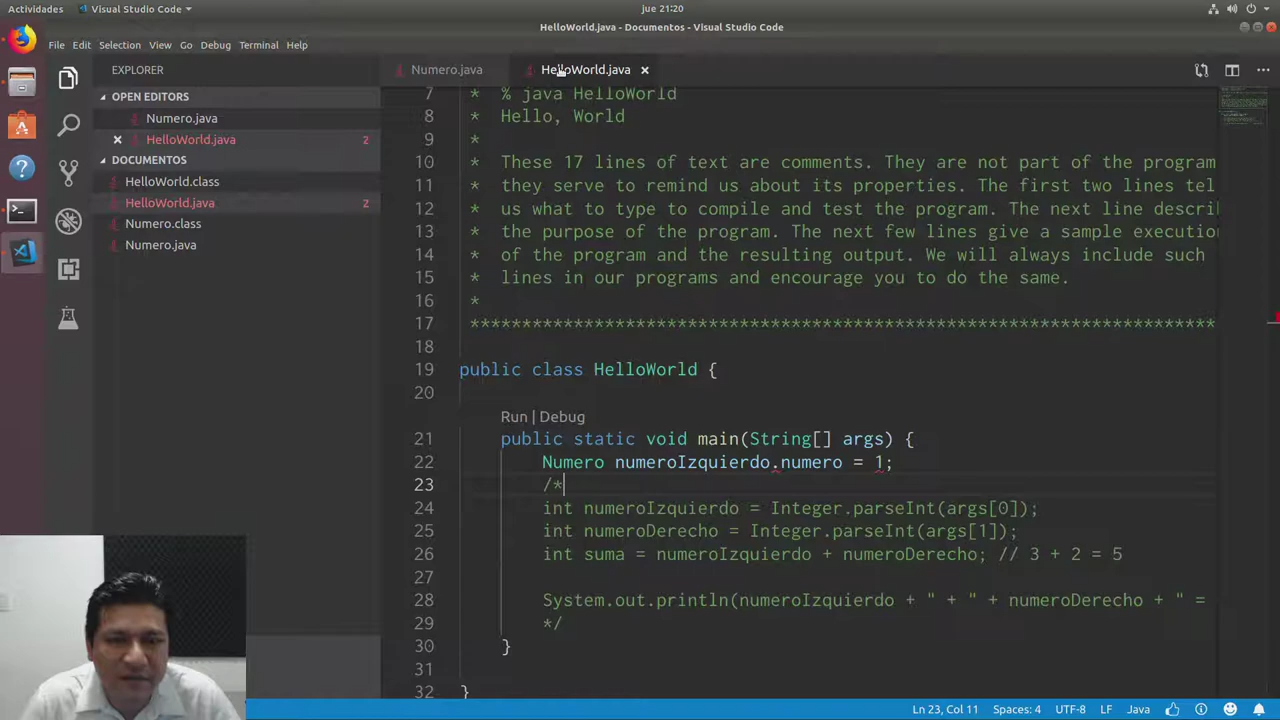 Actividades
Visual Studio Code
jue 21:20
HelloWorld.java - Documentos - Visual Studio Code
File Edit Selection View Go Debug Terminal Help
EXPLORER
OPEN EDITORS
Numero.java
HelloWorld.java 2
DOCUMENTOS
HelloWorld.class
HelloWorld.java 2
Numero.class
Numero.java
Numero.java
HelloWorld.java
7 * % java HelloWorld
8 * Hello, World
9 *
10 * These 17 lines of text are comments. They are not part of the program
11 * they serve to remind us about its properties. The first two lines tel
12 * us what to type to compile and test the program. The next line descri
13 * the purpose of the program. The next few lines give a sample executio
14 * of the program and the resulting output. We will always include such
15 * lines in our programs and encourage you to do the same.
16 *
17 *************************************************************************
18
19 public class HelloWorld {
20
Run | Debug
21 public static void main(String[] args) {
22 Numero numeroIzquierdo.numero = 1;
23 /*
24 int numeroIzquierdo = Integer.parseInt(args[0]);
25 int numeroDerecho = Integer.parseInt(args[1]);
26 int suma = numeroIzquierdo + numeroDerecho; // 3 + 2 = 5
27
28 System.out.println(numeroIzquierdo + " + " + numeroDerecho + " =
29 */
30 }
31
32 }
Ln 23, Col 11 Spaces: 4 UTF-8 LF Java